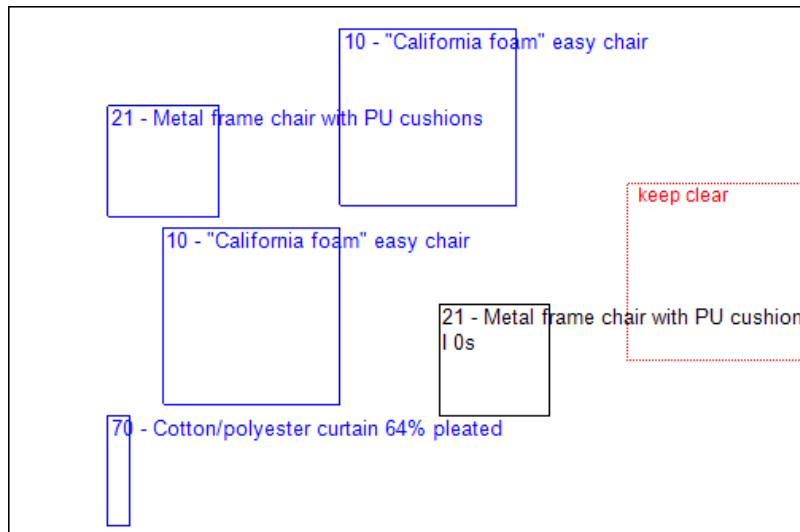 10 - "California foam" easy chair
21 - Metal frame chair with PU cushions
keep clear
10 - "California foam" easy chair
21 - Metal frame chair with PU cushion
I 0s
70 - Cotton/polyester curtain 64% pleated